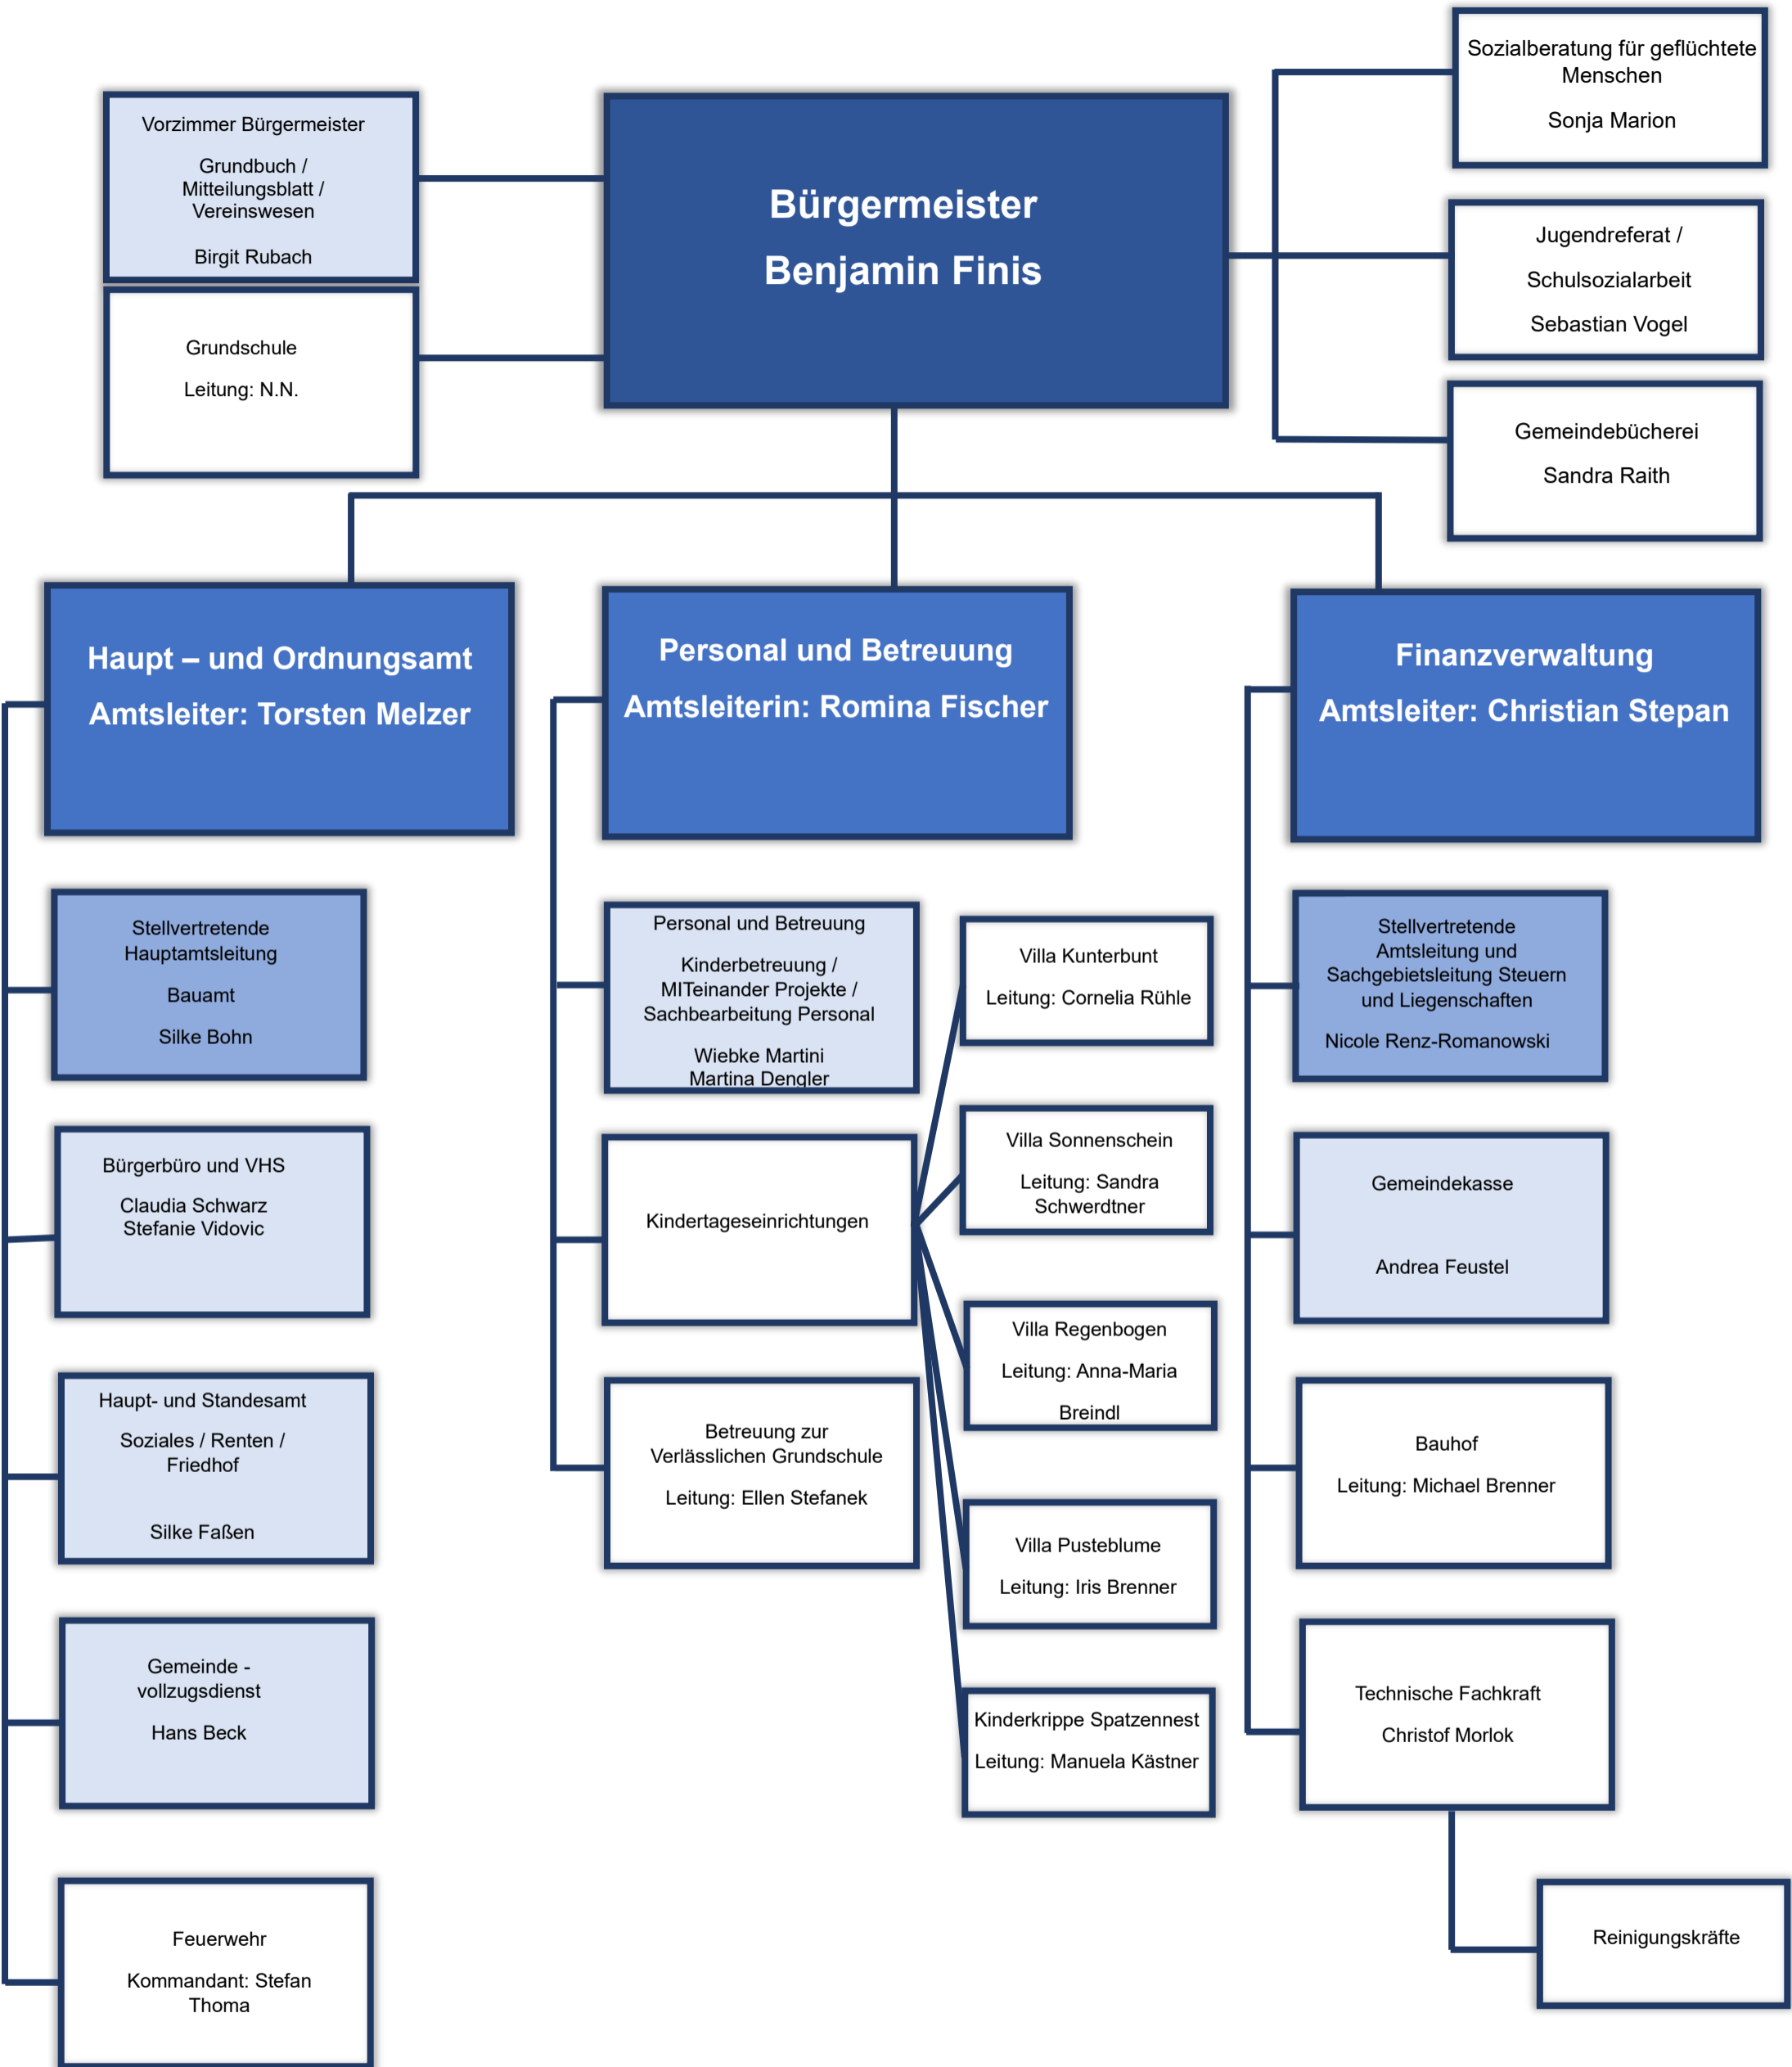 Vorzimmer Bürgermeister
Grundbuch /
Mitteilungsblatt /
Vereinswesen
Birgit Rubach
Grundschule
Leitung: N.N.
Bürgermeister
Benjamin Finis
Sozialberatung für geflüchtete
Menschen
Sonja Marion
Jugendreferat /
Schulsozialarbeit
Sebastian Vogel
Gemeindebücherei
Sandra Raith
Haupt – und Ordnungsamt
Amtsleiter: Torsten Melzer
Stellvertretende
Hauptamtsleitung
Bauamt
Silke Bohn
Bürgerbüro und VHS
Claudia Schwarz
Stefanie Vidovic
Haupt- und Standesamt
Soziales / Renten /
Friedhof
Silke Faßen
Gemeinde -
vollzugsdienst
Hans Beck
Feuerwehr
Kommandant: Stefan
Thoma
Personal und Betreuung
Amtsleiterin: Romina Fischer
Personal und Betreuung
Kinderbetreuung /
MITeinander Projekte /
Sachbearbeitung Personal
Wiebke Martini
Martina Dengler
Kindertageseinrichtungen
Betreuung zur
Verlässlichen Grundschule
Leitung: Ellen Stefanek
Villa Kunterbunt
Leitung: Cornelia Rühle
Villa Sonnenschein
Leitung: Sandra
Schwerdtner
Villa Regenbogen
Leitung: Anna-Maria
Breindl
Villa Pusteblume
Leitung: Iris Brenner
Kinderkrippe Spatzennest
Leitung: Manuela Kästner
Finanzverwaltung
Amtsleiter: Christian Stepan
Stellvertretende
Amtsleitung und
Sachgebietsleitung Steuern
und Liegenschaften
Nicole Renz-Romanowski
Gemeindekasse
Andrea Feustel
Bauhof
Leitung: Michael Brenner
Technische Fachkraft
Christof Morlok
Reinigungskräfte